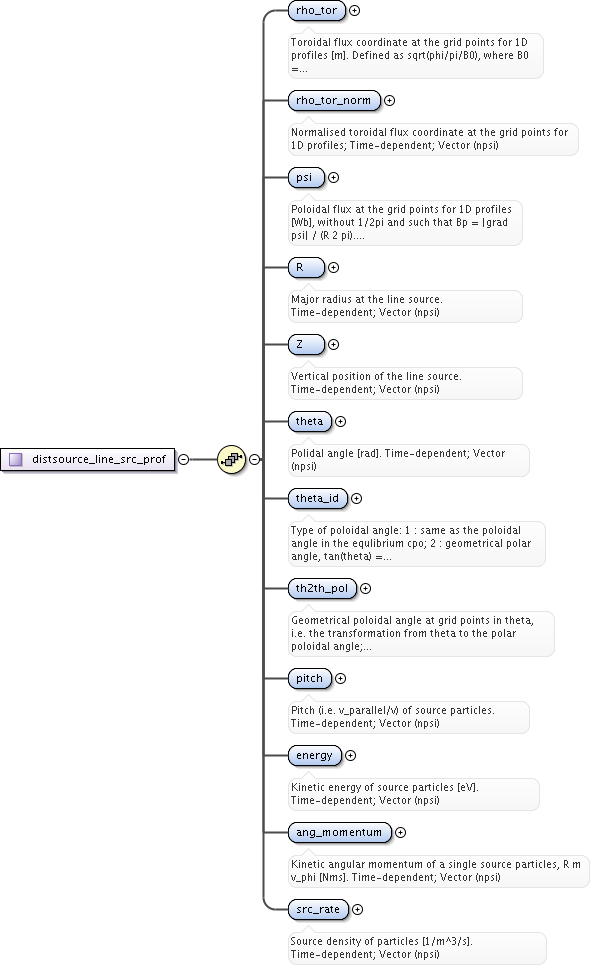 rho_tor
Toroidal flux coordinate at the grid points for 1D
profiles [m]. Defined as sqrt(phi/pi/B0), where B0
=...
rho_tor_norm
Normalised toroidal flux coordinate at the grid points for
1D profiles; Time-dependent; Vector (npsi)
psi
Poloidal flux at the grid points for 1D profiles
[Wb], without 1/2pi and such that Bp = |grad
psi| / (R 2 pi)....
R
Major radius at the line source.
Time-dependent; Vector (npsi)
Z
Vertical position of the line source.
Time-dependent; Vector (npsi)
theta
Polidal angle [rad]. Time-dependent; Vector
(npsi)
distsource_line_src_prof
theta_id
Type of poloidal angle: 1 : same as the poloidal
angle in the equlibrium cpo; 2 : geometrical polar
angle, tan(theta) =...
th2th_pol
Geometrical poloidal angle at grid points in theta,
i.e. the transformation from theta to the polar
poloidal angle;...
pitch
Pitch (i.e. v_parallel/v) of source particles.
Time-dependent; Vector (npsi)
energy
Kinetic energy of source particles [eV].
Time-dependent; Vector (npsi)
ang_momentum
Kinetic angular momentum of a single source particles, R m
v_phi [Nms]. Time-dependent; Vector (npsi)
src_rate
Source density of particles [1/m^3/s].
Time-dependent; Vector (npsi)